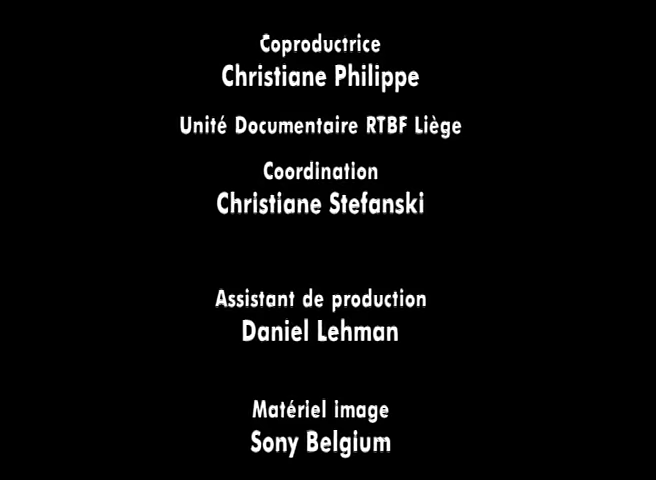 Coproductrice
Christiane Philippe
Unité Documentaire RTBF Liège
Coordination
Christiane Stefanski
Assistant de production
Daniel Lehman
Matériel image
Sony Belgium